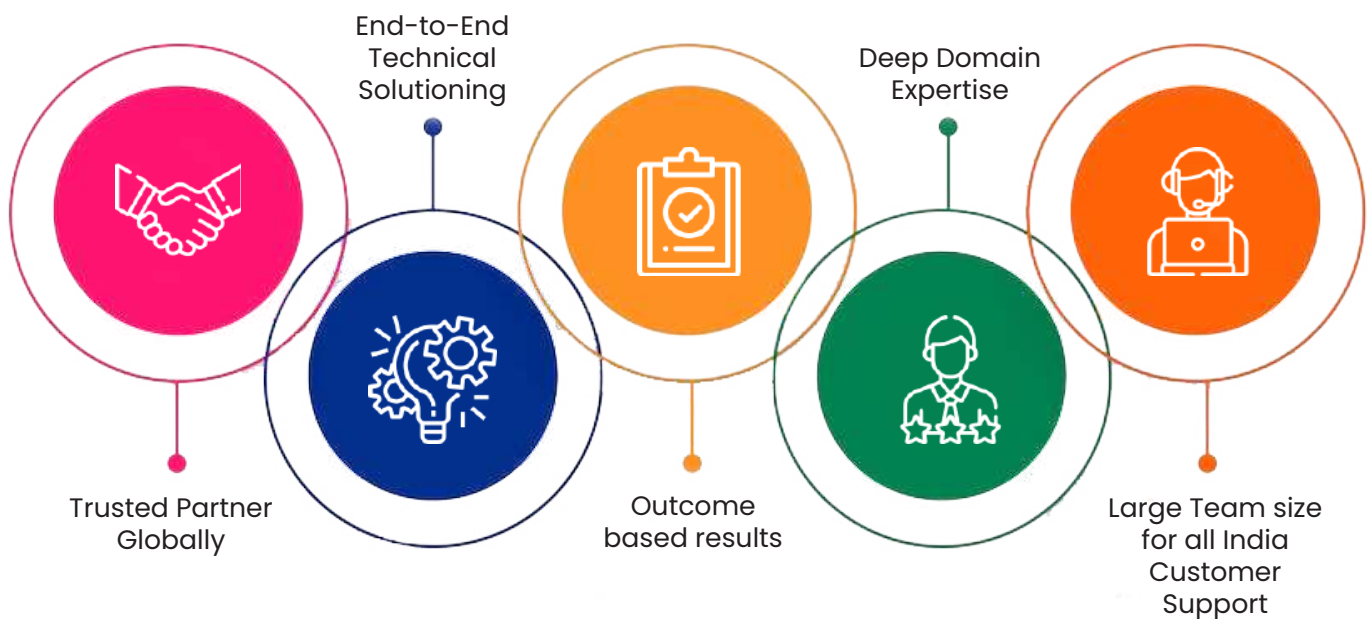 Trusted Partner
Globally
End-to-End
Technical
Solutioning
Outcome
based results
Deep Domain
Expertise
Large Team size
for all India
Customer
Support